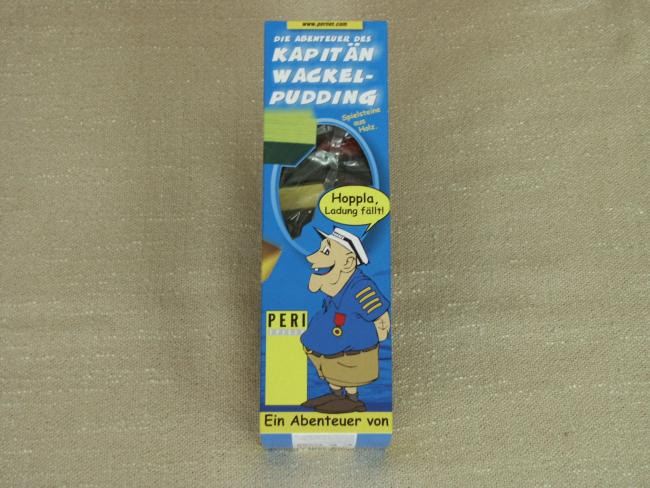 www.perner.com
DIE ABENTEUER DES
KAPITÄN
WACKEL-
PUDDING
Spielsteine
aus
Holz.
Hoppla,
Ladung fällt!
PERI
SPIELE
Ein Abenteuer von